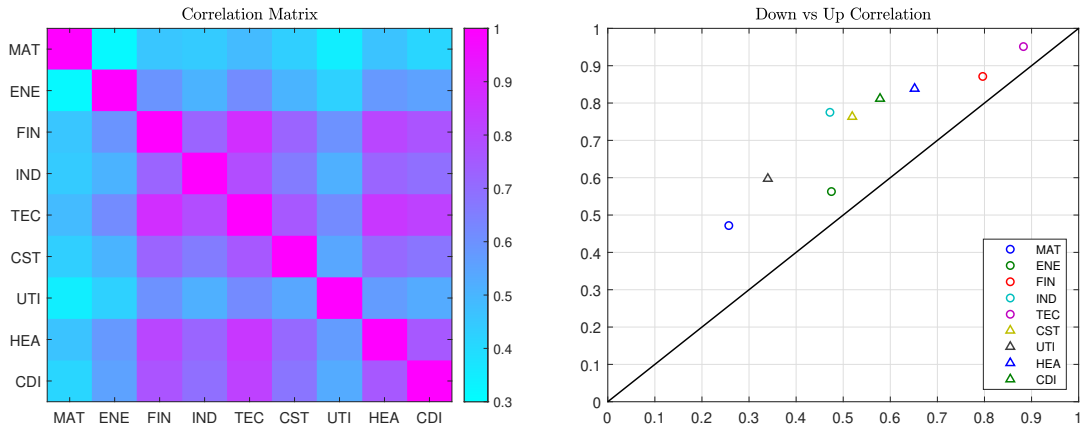 Correlation Matrix
MAT
ENE
FIN
IND
TEC
CST
UTI
HEA
CDI
MAT ENE FIN IND TEC CST UTI HEA CDI
1
0.9
0.8
0.7
0.6
0.5
0.4
0.3
Down vs Up Correlation
1
0.9
0.8
0.7
0.6
0.5
0.4
0.3
0.2
0.1
0
0 0.1 0.2 0.3 0.4 0.5 0.6 0.7 0.8 0.9 1
MAT
ENE
FIN
IND
TEC
CST
UTI
HEA
CDI